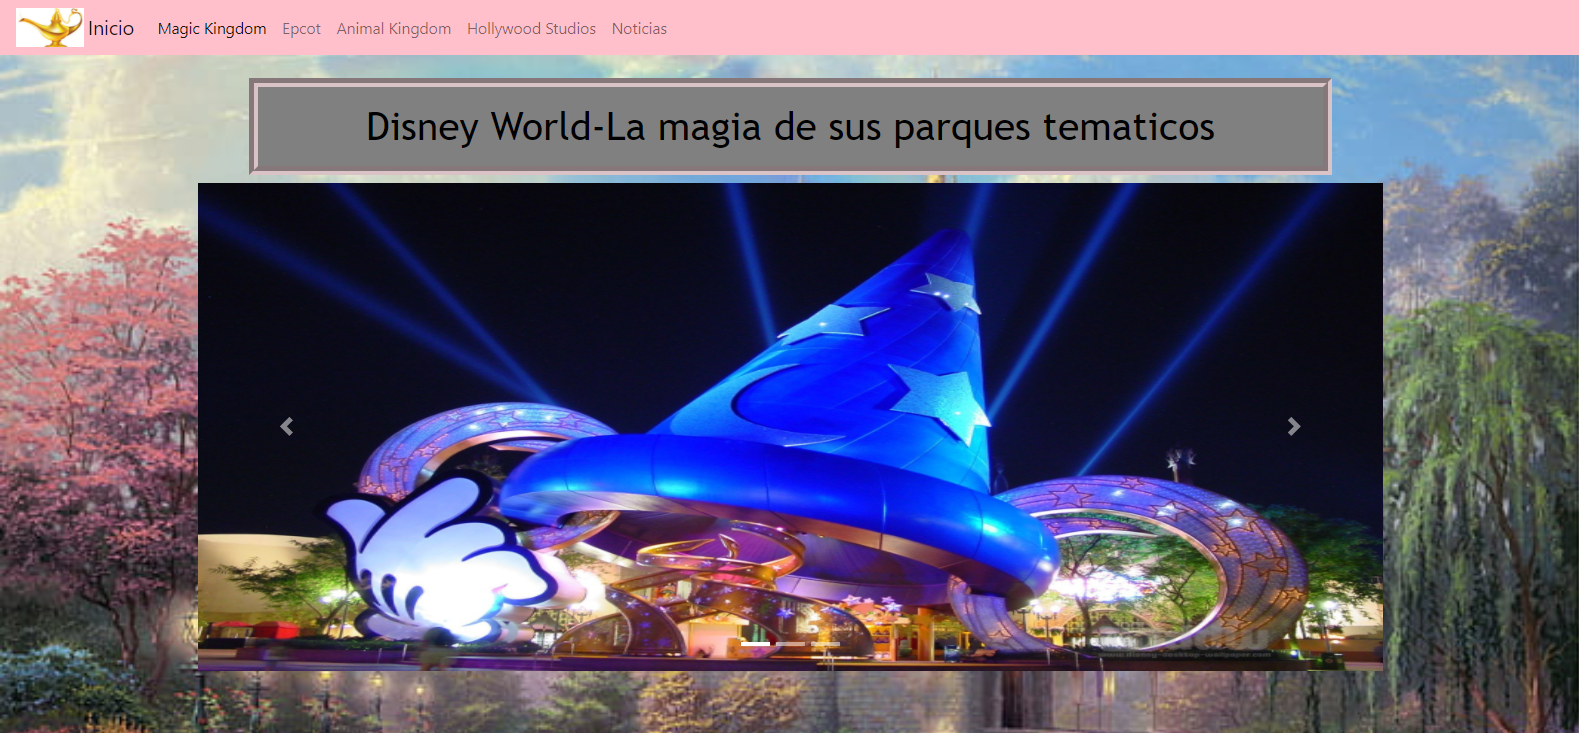 Inicio Magic Kingdom Epcot Animal Kingdom Hollywood Studios Noticias
Disney World-La magia de sus parques tematicos